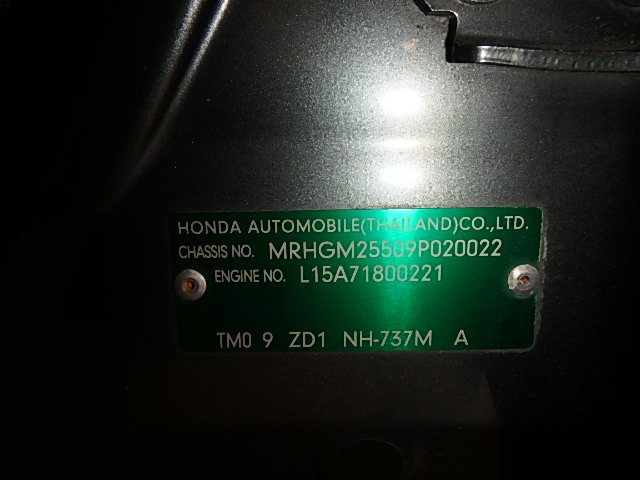 HONDA AUTOMOBILE(THAILAND)CO.,LTD.
CHASSIS NO. MRHGM25509P020022
ENGINE NO. L15A71800221
TM0 9 ZD1 NH-737M A